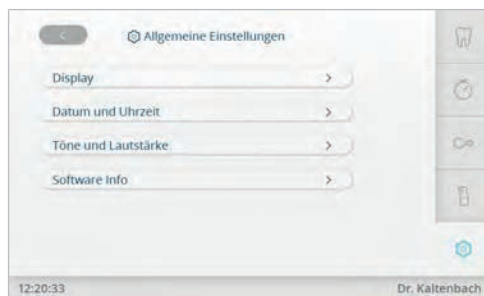 Allgemeine Einstellungen
Display
Datum und Uhrzeit
Töne und Lautstärke
Software Info
12:20:33 Dr. Kaltenbach